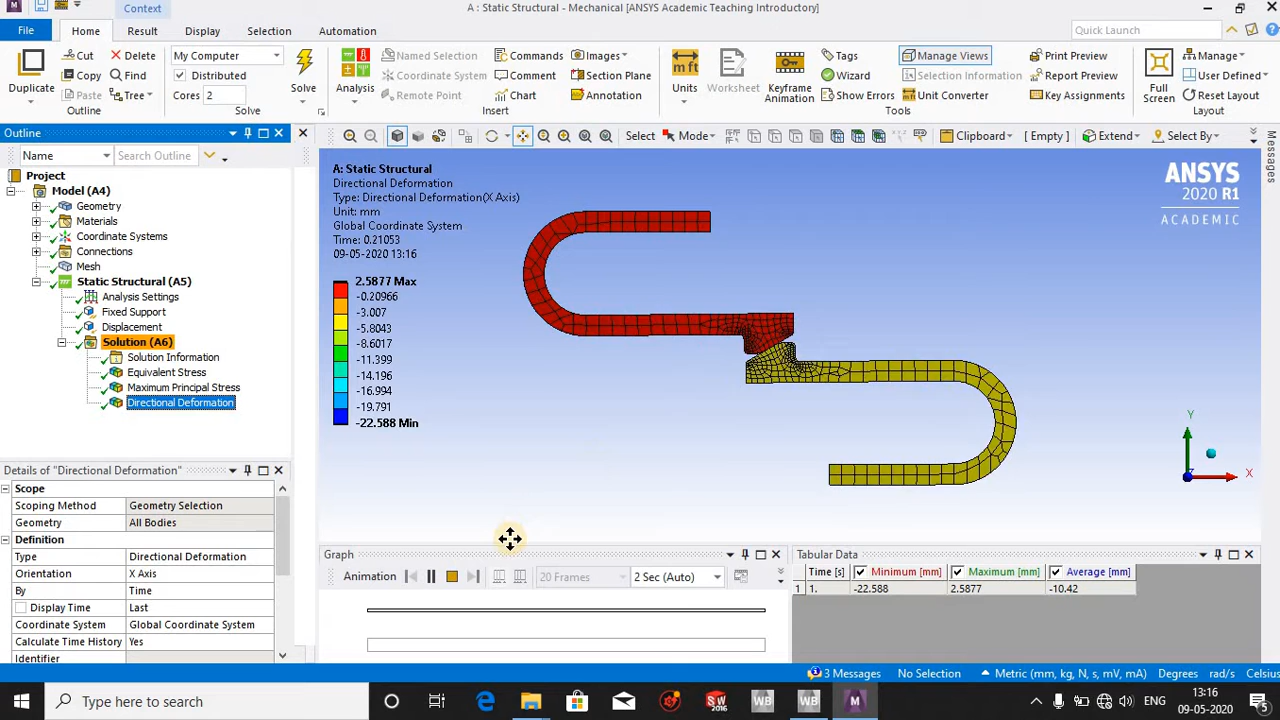 Context
A : Static Structural - Mechanical [ANSYS Academic Teaching Introductory]
File Home Result Display Selection Automation Quick Launch
Duplicate
Cut
Copy
Paste
Delete
Find
Tree
Outline
My Computer
Distributed
Cores 2
Solve
Solve
Analysis
Named Selection
Coordinate System
Remote Point
Commands
Comment
Chart
Images
Section Plane
Annotation
Insert
Units
Worksheet
Keyframe
Animation
Tags
Wizard
Show Errors
Manage Views
Selection Information
Unit Converter
Tools
Print Preview
Report Preview
Key Assignments
Full
Screen
Manage
User Defined
Reset Layout
Layout
Outline
Name Search Outline
Select Mode Clipboard [ Empty ] Extend Select By
Messages
Project
Model (A4)
Geometry
Materials
Coordinate Systems
Connections
Mesh
Static Structural (A5)
Analysis Settings
Fixed Support
Displacement
Solution (A6)
Solution Information
Equivalent Stress
Maximum Principal Stress
Directional Deformation
A: Static Structural
Directional Deformation
Type: Directional Deformation(X Axis)
Unit: mm
Global Coordinate System
Time: 0.21053
09-05-2020 13:16
2.5877 Max
-0.20966
-3.007
-5.8043
-8.6017
-11.399
-14.196
-16.994
-19.791
-22.588 Min
ANSYS
2020 R1
ACADEMIC
Y
X
Details of "Directional Deformation"
Scope
Scoping Method Geometry Selection
Geometry All Bodies
Definition
Type Directional Deformation
Orientation X Axis
By Time
Display Time Last
Coordinate System Global Coordinate System
Calculate Time History Yes
Identifier
Graph
Animation 20 Frames 2 Sec (Auto)
Tabular Data
Time [s] Minimum [mm] Maximum [mm] Average [mm]
1 1. -22.588 2.5877 -10.42
3 Messages No Selection Metric (mm, kg, N, s, mV, mA) Degrees rad/s Celsius
Type here to search
SW
2016
WB
WB
M
ENG
13:16
09-05-2020
5